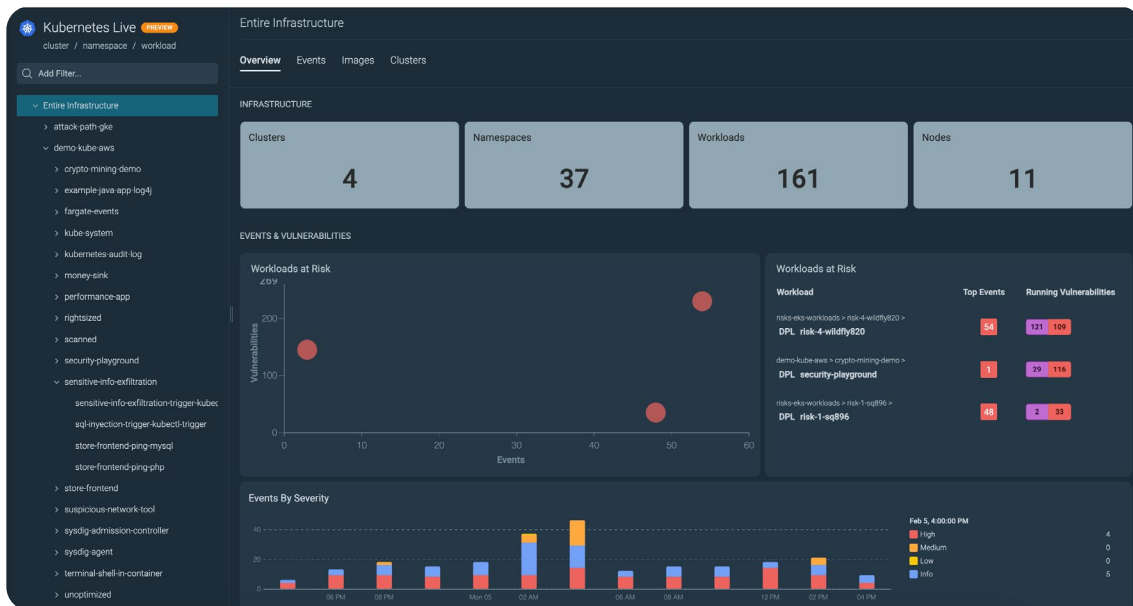 Kubernetes Live PREVIEW
cluster / namespace / workload
Add Filter...
Entire Infrastructure
attack-path-gke
demo-kube-aws
crypto-mining-demo
example-java-app-log4j
fargate-events
kube-system
kubernetes-audit-log
money-sink
performance-app
rightsized
scanned
security-playground
sensitive-info-exfiltration
sensitive-info-exfiltration-trigger-kubec
sql-inyection-trigger-kubectl-trigger
store-frontend-ping-mysql
store-frontend-ping-php
store-frontend
suspicious-network-tool
sysdig-admission-controller
sysdig-agent
terminal-shell-in-container
unoptimized
Entire Infrastructure
Overview Events Images Clusters
INFRASTRUCTURE
Clusters Namespaces Workloads Nodes
4 37 161 11
EVENTS & VULNERABILITIES
Workloads at Risk
269
200
100
0
Vulnerabilities
0 10 20 30 40 50 60
Events
Workloads at Risk
Workload Top Events Running Vulnerabilities
risks-eks-workloads > risk-4-wildfly820 >
DPL risk-4-wildfly820 54 121 109
demo-kube-aws > crypto-mining-demo >
DPL security-playground 1 29 116
risks-eks-workloads > risk-1-sq896 >
DPL risk-1-sq896 48 2 33
Events By Severity
40
20
0
06 PM 08 PM Mon 05 02 AM 06 AM 08 AM 12 PM 02 PM 04 PM
Feb 5, 4:00:00 PM
High 4
Medium 0
Low 0
Info 5